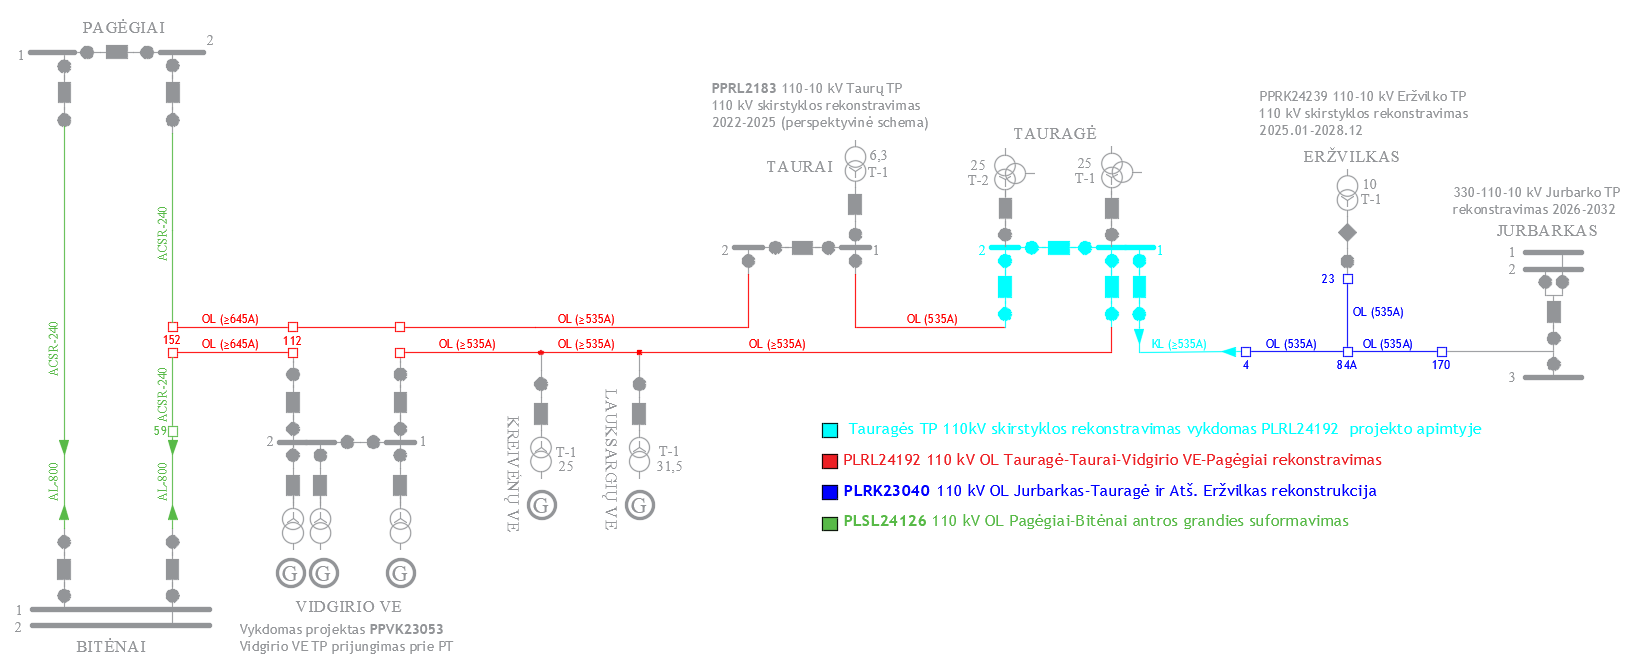 PAGĖGIAI
1
2
ACSR-240
ACSR-240
ACSR-240
AL-800
AL-800
152
59
1
2
BITĖNAI
OL (≥645A)
OL (≥645A)
112
OL (≥535A)
OL (≥535A)
OL (≥535A)
OL (≥535A)
2
1
G
G
G
VIDGIRIO VE
Vykdomas projektas PPVK23053
Vidgirio VE TP prijungimas prie PT
KREIVĖNŲ VE
T-1
25
G
LAUKSARGIŲ VE
T-1
31,5
G
PPRL2183 110-10 kV Taurų TP
110 kV skirstyklos rekonstravimas
2022-2025 (perspektyvinė schema)
TAURAI
6,3
T-1
2
1
OL (535A)
TAURAGĖ
25
T-2
25
T-1
2
1
KL (≥535A)
PPRK24239 110-10 kV Eržvilko TP
110 kV skirstyklos rekonstravimas
2025.01-2028.12
ERŽVILKAS
10
T-1
23
OL (535A)
OL (535A)
OL (535A)
4
84A
170
330-110-10 kV Jurbarko TP
rekonstravimas 2026-2032
JURBARKAS
1
2
3
Tauragės TP 110kV skirstyklos rekonstravimas vykdomas PLRL24192 projekto apimtyje
PLRL24192 110 kV OL Tauragė-Taurai-Vidgirio VE-Pagėgiai rekonstravimas
PLRK23040 110 kV OL Jurbarkas-Tauragė ir Atš. Eržvilkas rekonstrukcija
PLSL24126 110 kV OL Pagėgiai-Bitėnai antros grandies suformavimas